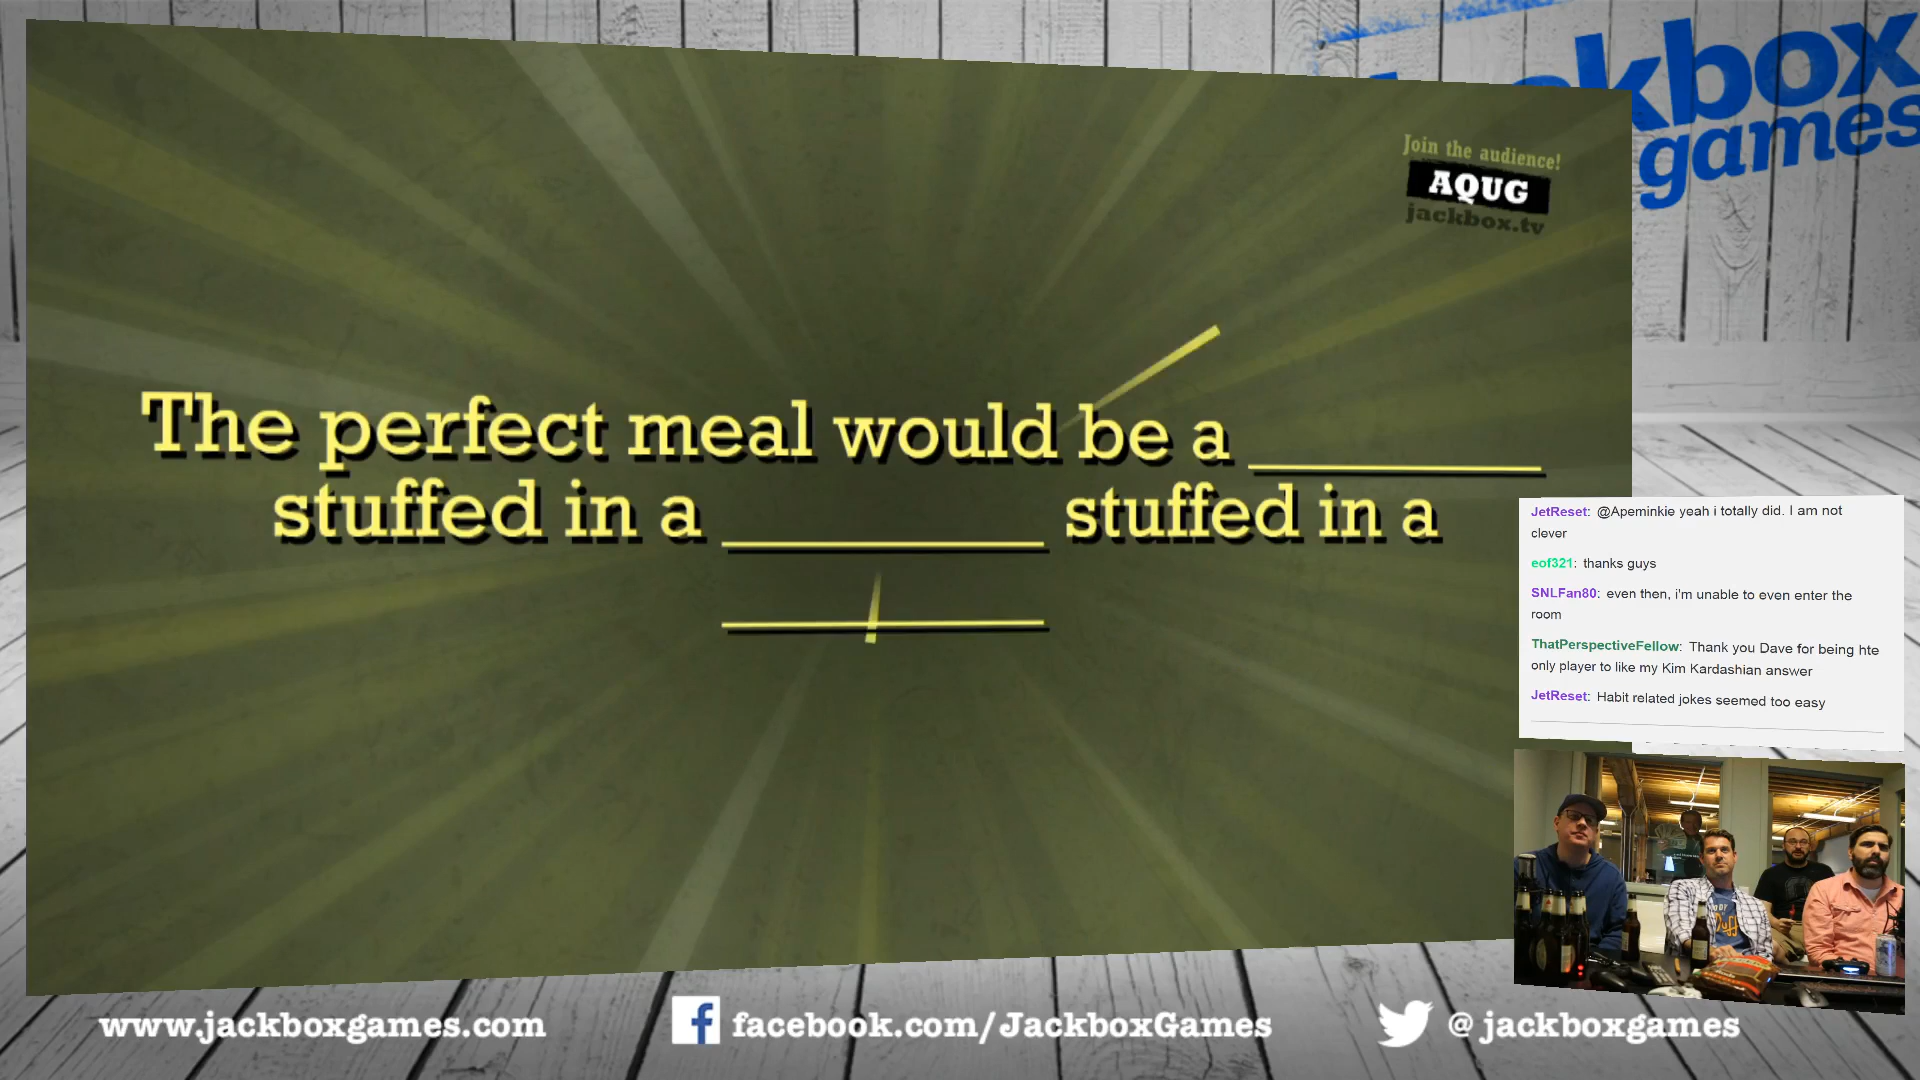 jackbox
games
Join the audience!
AQUG
jackbox.tv
The perfect meal would be a ________
stuffed in a ________ stuffed in a
________
JetReset: @Apeminkie yeah i totally did. I am not
clever
eof321: thanks guys
SNLFan80: even then, i'm unable to even enter the
room
ThatPerspectiveFellow: Thank you Dave for being hte
only player to like my Kim Kardashian answer
JetReset: Habit related jokes seemed too easy
www.jackboxgames.com
facebook.com/JackboxGames
@jackboxgames